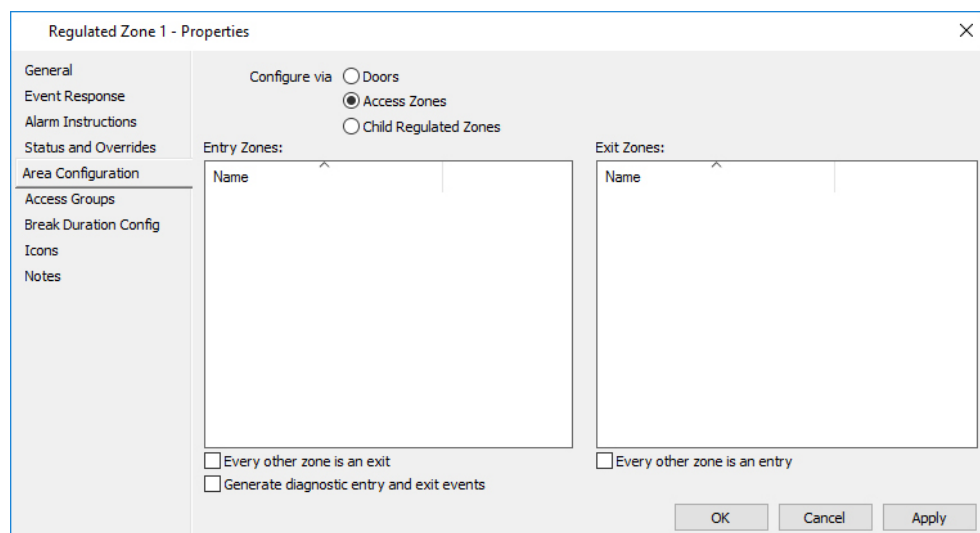 Regulated Zone 1 - Properties
General
Event Response
Alarm Instructions
Status and Overrides
Area Configuration
Access Groups
Break Duration Config
Icons
Notes
Configure via Doors
Access Zones
Child Regulated Zones
Entry Zones:
Name
Every other zone is an exit
Generate diagnostic entry and exit events
Exit Zones:
Name
Every other zone is an entry
OK Cancel Apply